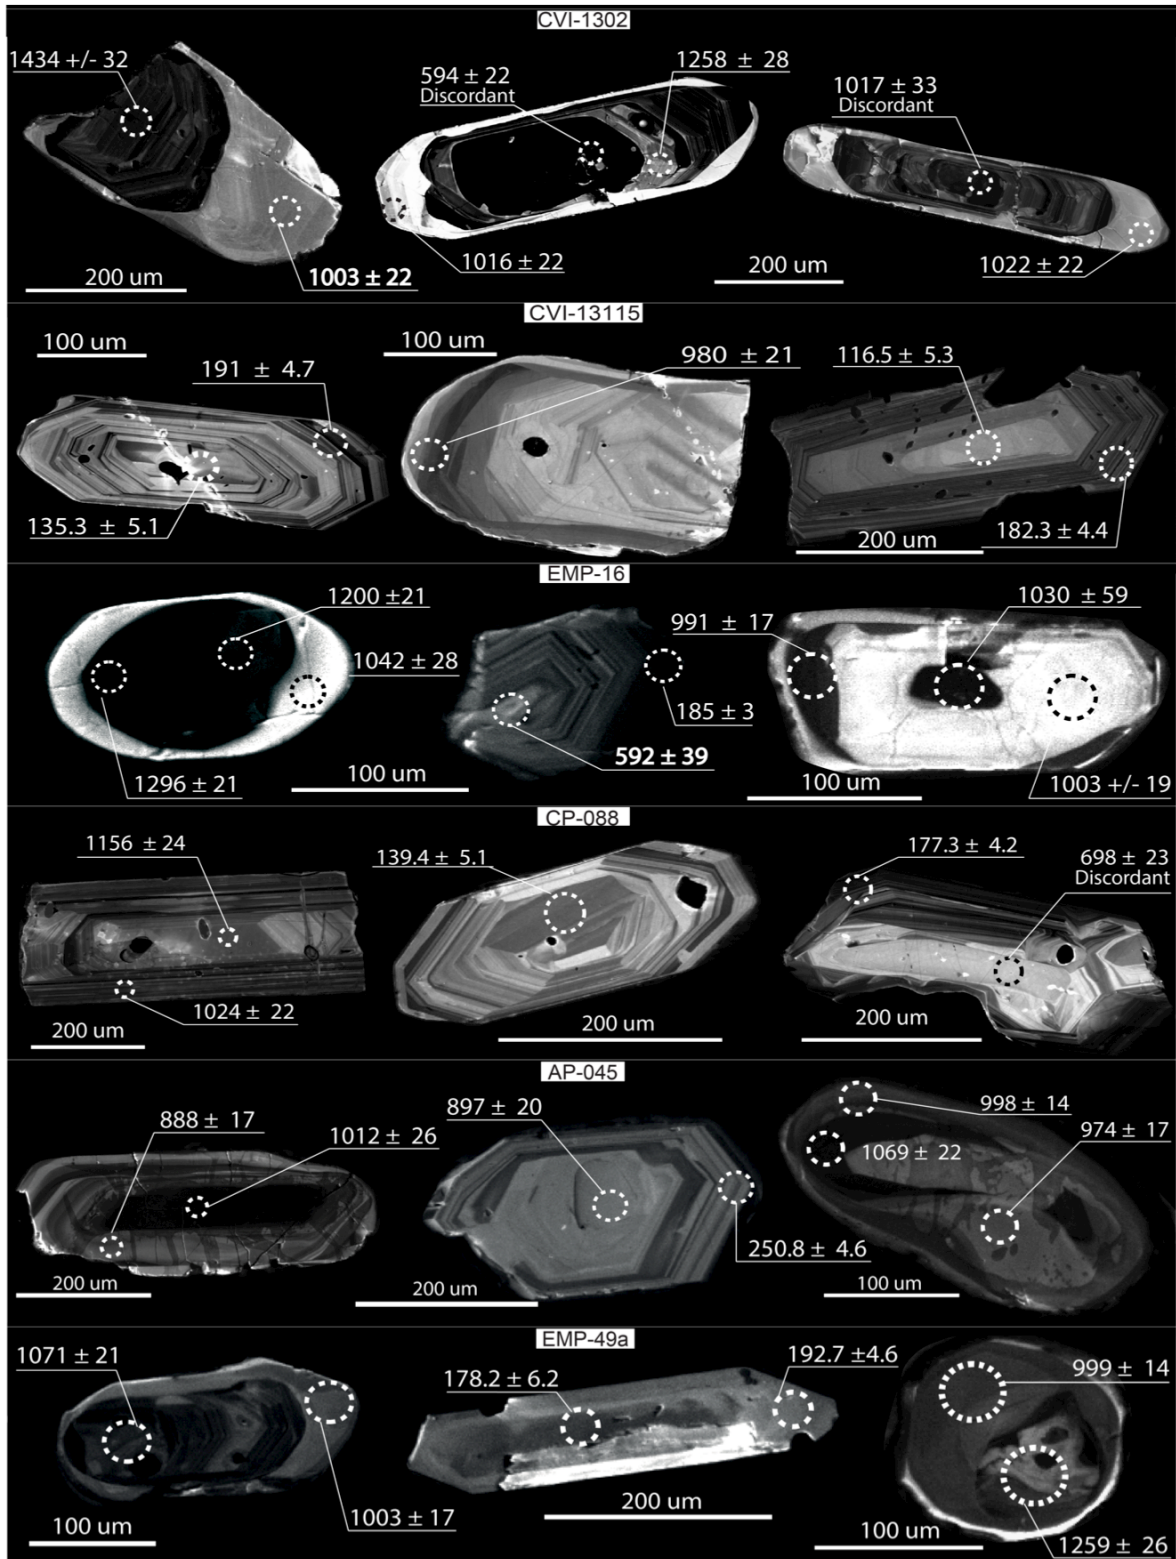 CVI-1302
1434 +/- 32
594 ± 22
Discordant
1258 ± 28
1017 ± 33
Discordant
200 um
1003 ± 22
1016 ± 22
200 um
1022 ± 22
CVI-13115
100 um
191 ± 4.7
135.3 ± 5.1
100 um
980 ± 21
116.5 ± 5.3
200 um
182.3 ± 4.4
EMP-16
1200 ±21
1042 ± 28
1296 ± 21
100 um
185 ± 3
592 ± 39
991 ± 17
1030 ± 59
100 um
1003 +/- 19
CP-088
1156 ± 24
1024 ± 22
200 um
139.4 ± 5.1
200 um
177.3 ± 4.2
698 ± 23
Discordant
200 um
AP-045
888 ± 17
1012 ± 26
200 um
897 ± 20
250.8 ± 4.6
200 um
998 ± 14
974 ± 17
1069 ± 22
100 um
EMP-49a
1071 ± 21
1003 ± 17
100 um
178.2 ± 6.2
192.7 ±4.6
200 um
999 ± 14
100 um
1259 ± 26